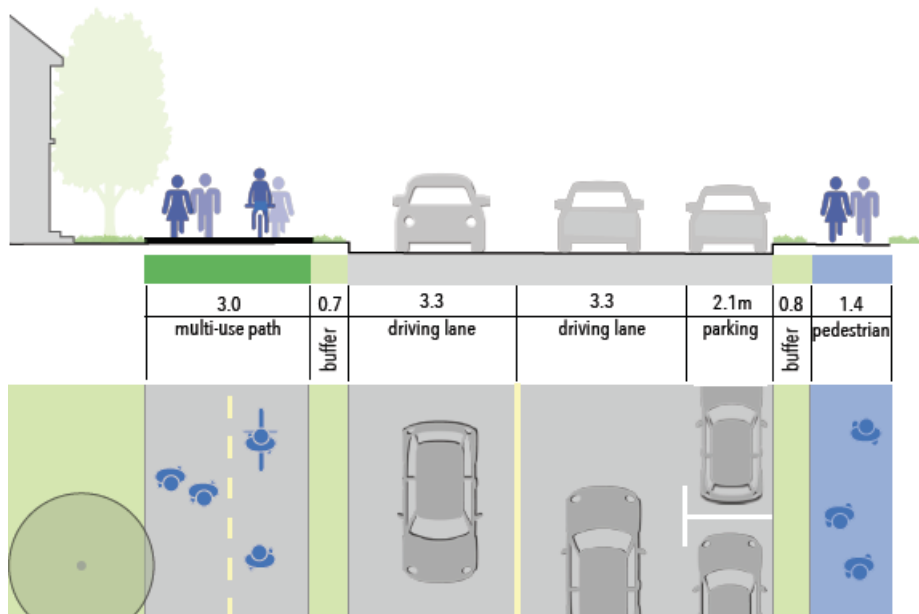 3.0 0.7 3.3 3.3 2.1m 0.8 1.4
multi-use path buffer driving lane driving lane parking buffer pedestrian